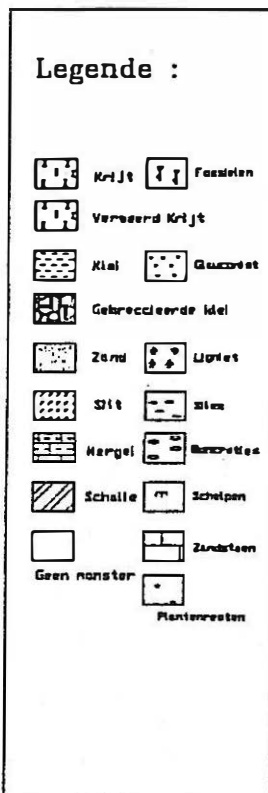 Legende :
Krijt Fossielen
Verweerd Krijt
Klei Glauconiet
Gebreccieerde klei
Zand Ligniet
Silt
Mergel Concreties
Schalie Schelpen
Zandsteen
Geen monster
Plantenresten